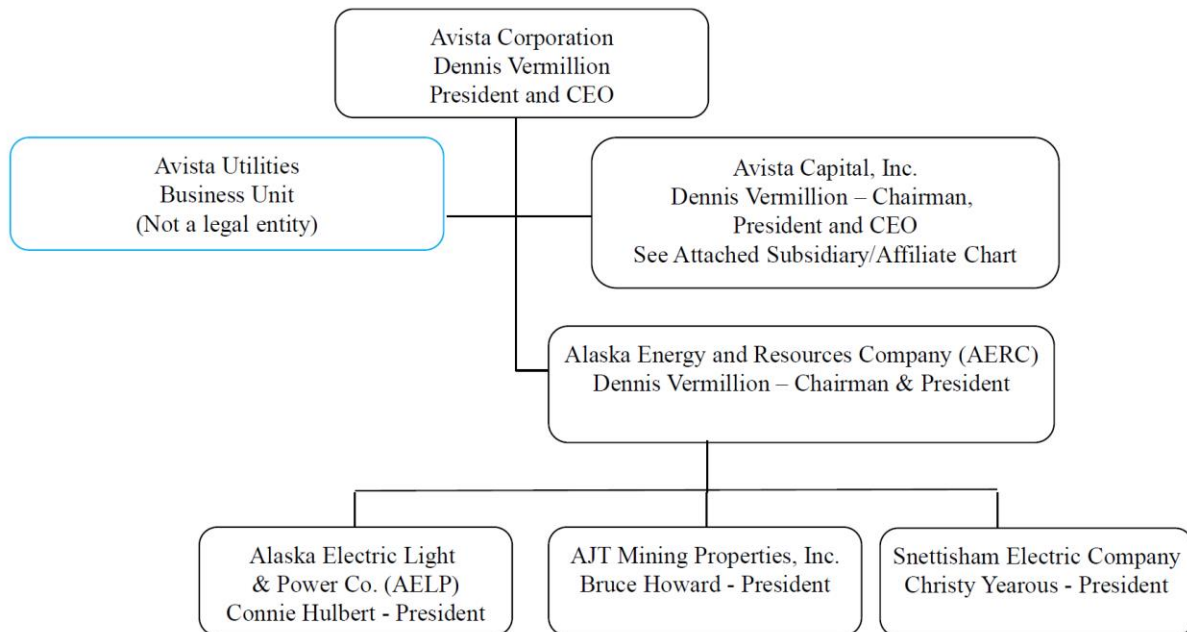 Avista Corporation
Dennis Vermillion
President and CEO
Avista Utilities
Business Unit
(Not a legal entity)
Avista Capital, Inc.
Dennis Vermillion – Chairman,
President and CEO
See Attached Subsidiary/Affiliate Chart
Alaska Energy and Resources Company (AERC)
Dennis Vermillion – Chairman & President
Alaska Electric Light
& Power Co. (AELP)
Connie Hulbert - President
AJT Mining Properties, Inc.
Bruce Howard - President
Snettisham Electric Company
Christy Yearous - President